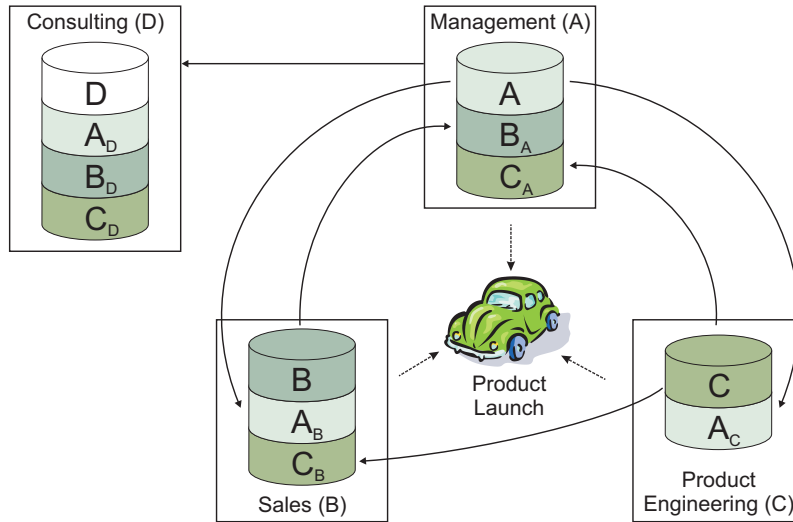 Consulting (D)
D
A_D
B_D
C_D
Management (A)
A
B_A
C_A
B
A_B
C_B
Sales (B)
Product
Launch
C
A_C
Product
Engineering (C)